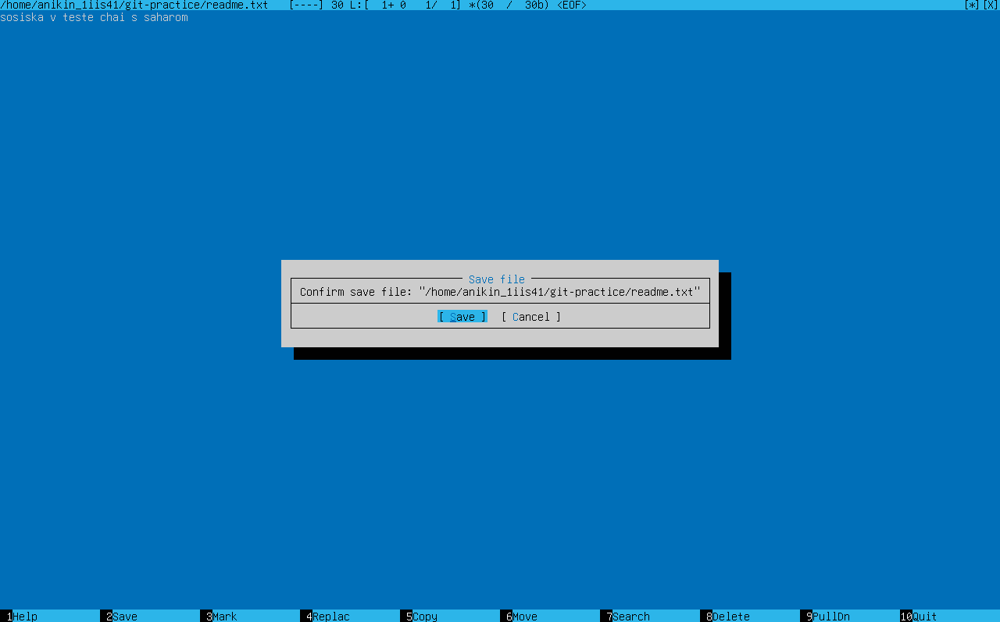 /home/anikin_1iis41/git-practice/readme.txt   [----] 30 L:[  1+ 0   1/  1] *(30  /  30b) <EOF> [*][X]
sosiska v teste chai s saharom
Save file
Confirm save file: "/home/anikin_1iis41/git-practice/readme.txt"
[ Save ]  [ Cancel ]
1Help 2Save 3Mark 4Replac 5Copy 6Move 7Search 8Delete 9PullDn 10Quit